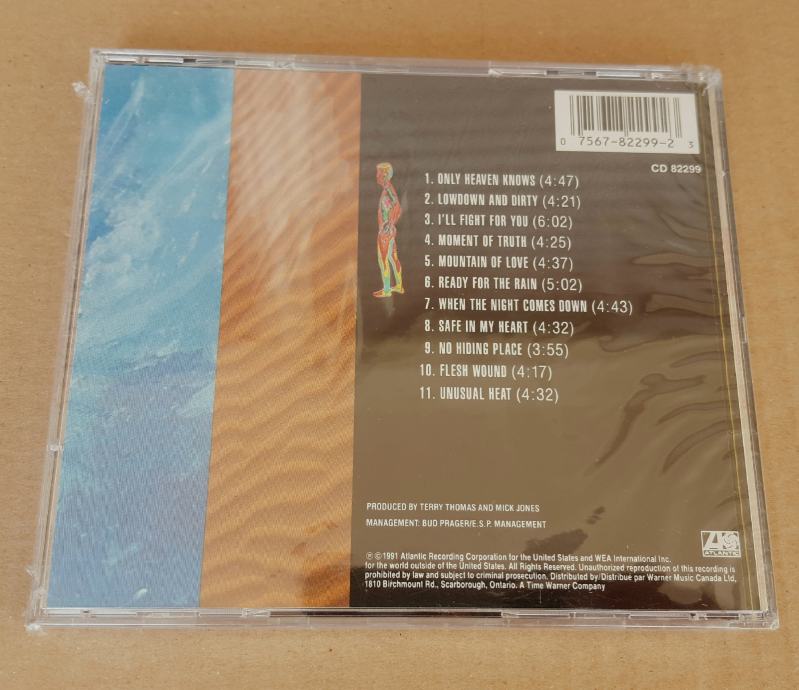 0 7567-82299-2 3
CD 82299
1. ONLY HEAVEN KNOWS (4:47)
2. LOWDOWN AND DIRTY (4:21)
3. I'LL FIGHT FOR YOU (6:02)
4. MOMENT OF TRUTH (4:25)
5. MOUNTAIN OF LOVE (4:37)
6. READY FOR THE RAIN (5:02)
7. WHEN THE NIGHT COMES DOWN (4:43)
8. SAFE IN MY HEART (4:32)
9. NO HIDING PLACE (3:55)
10. FLESH WOUND (4:17)
11. UNUSUAL HEAT (4:32)
PRODUCED BY TERRY THOMAS AND MICK JONES
MANAGEMENT: BUD PRAGER/E.S.P. MANAGEMENT
ATLANTIC
℗ © 1991 Atlantic Recording Corporation for the United States and WEA International Inc.
for the world outside of the United States. All Rights Reserved. Unauthorized reproduction of this recording is
prohibited by law and subject to criminal prosecution. Distributed by/Distribué par Warner Music Canada Ltd,
1810 Birchmount Rd., Scarborough, Ontario. A Time Warner Company